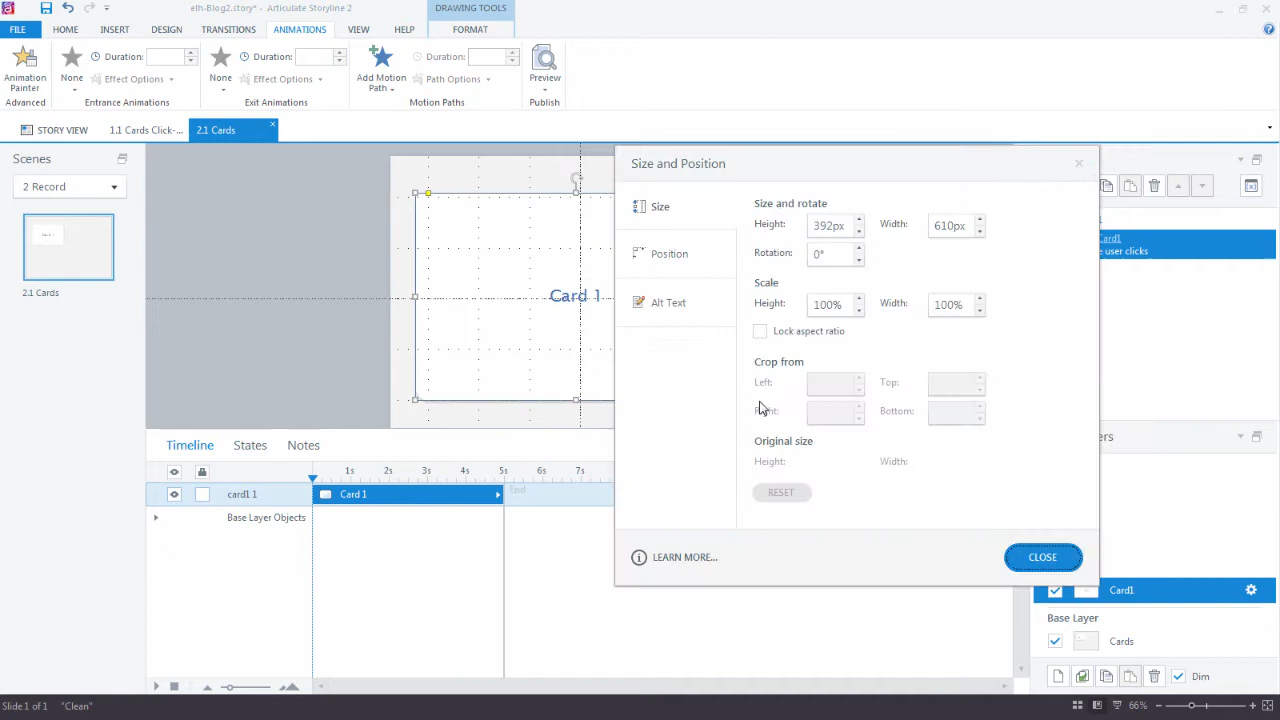 elh-Blog2.story* - Articulate Storyline 2
DRAWING TOOLS
FILE HOME INSERT DESIGN TRANSITIONS ANIMATIONS VIEW HELP FORMAT
Animation Painter
None
Duration:
Effect Options
None
Duration:
Effect Options
Add Motion Path
Duration:
Path Options
Preview
Advanced Entrance Animations Exit Animations Motion Paths Publish
STORY VIEW 1.1 Cards Click-... 2.1 Cards
Scenes
2 Record
2.1 Cards
Card 1
Size and Position
Size
Position
Alt Text
Size and rotate
Height: 392px Width: 610px
Rotation: 0°
Scale
Height: 100% Width: 100%
Lock aspect ratio
Crop from
Left: Top:
Bottom:
Original size
Height: Width:
RESET
LEARN MORE... CLOSE
Card1
e user clicks
Timeline States Notes
1s 2s 3s 4s 5s 6s 7s
card1 1 Card 1 End
Base Layer Objects
ers
Card1
Base Layer
Cards
Dim
Slide 1 of 1 "Clean" 66%